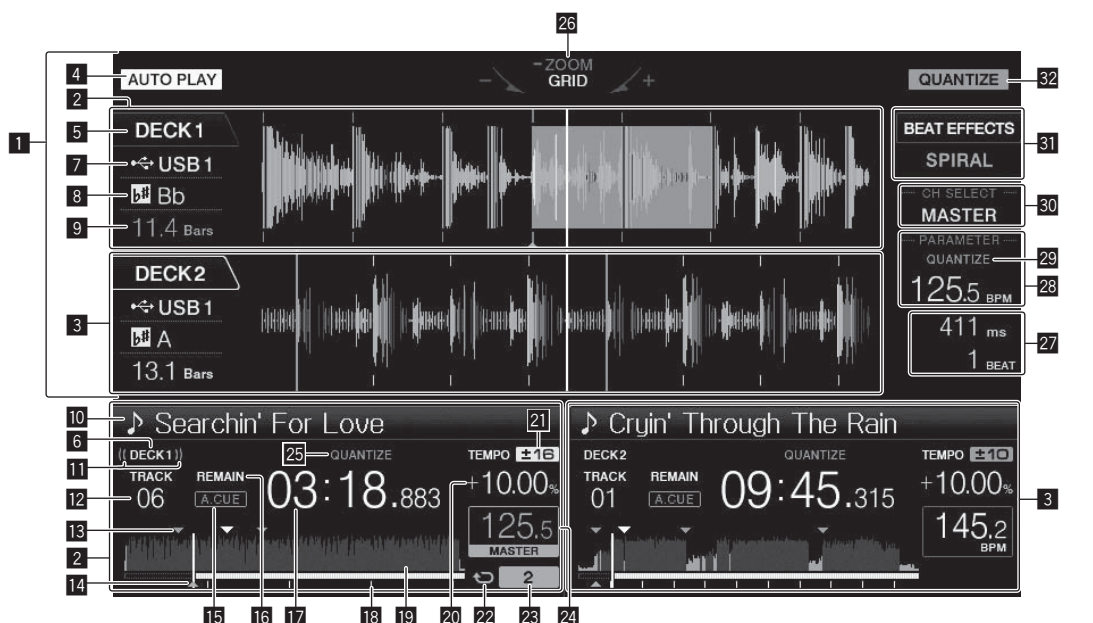 26
4 AUTO PLAY
−ZOOM
− GRID +
QUANTIZE 32
2
1
5 DECK1
BEAT EFFECTS
SPIRAL 31
7 USB 1
8 b# Bb
CH SELECT
MASTER 30
9 11.4 Bars
PARAMETER
QUANTIZE 29
125.5 BPM 28
DECK2
USB 1
3
b# A
13.1 Bars
411 ms
1 BEAT
27
10 ♪ Searchin' For Love
21
♪ Cryin' Through The Rain
6
11 ((DECK1))
25 QUANTIZE
TEMPO ±16
DECK2
QUANTIZE
TEMPO ±10
12 TRACK
06
REMAIN
A.CUE
03:18.883
+10.00%
TRACK
01
REMAIN
A.CUE
09:45.315
+10.00%
3
13
125.5
MASTER
145.2
BPM
2
14
2
15 16 17 18 19 20 22 23 24